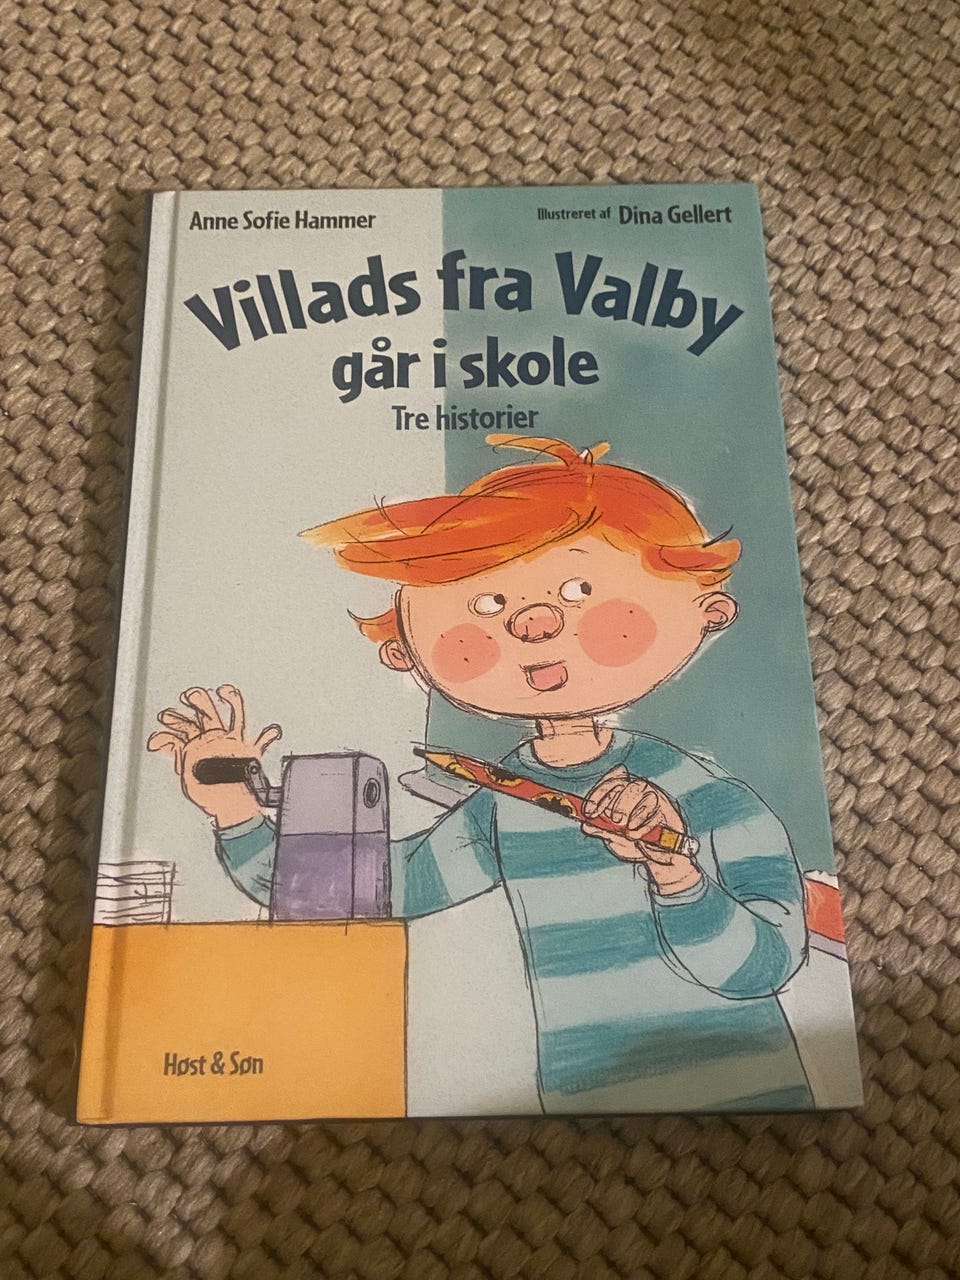 Anne Sofie Hammer
Illustreret af Dina Gellert
Villads fra Valby
går i skole
Tre historier
Høst & Søn